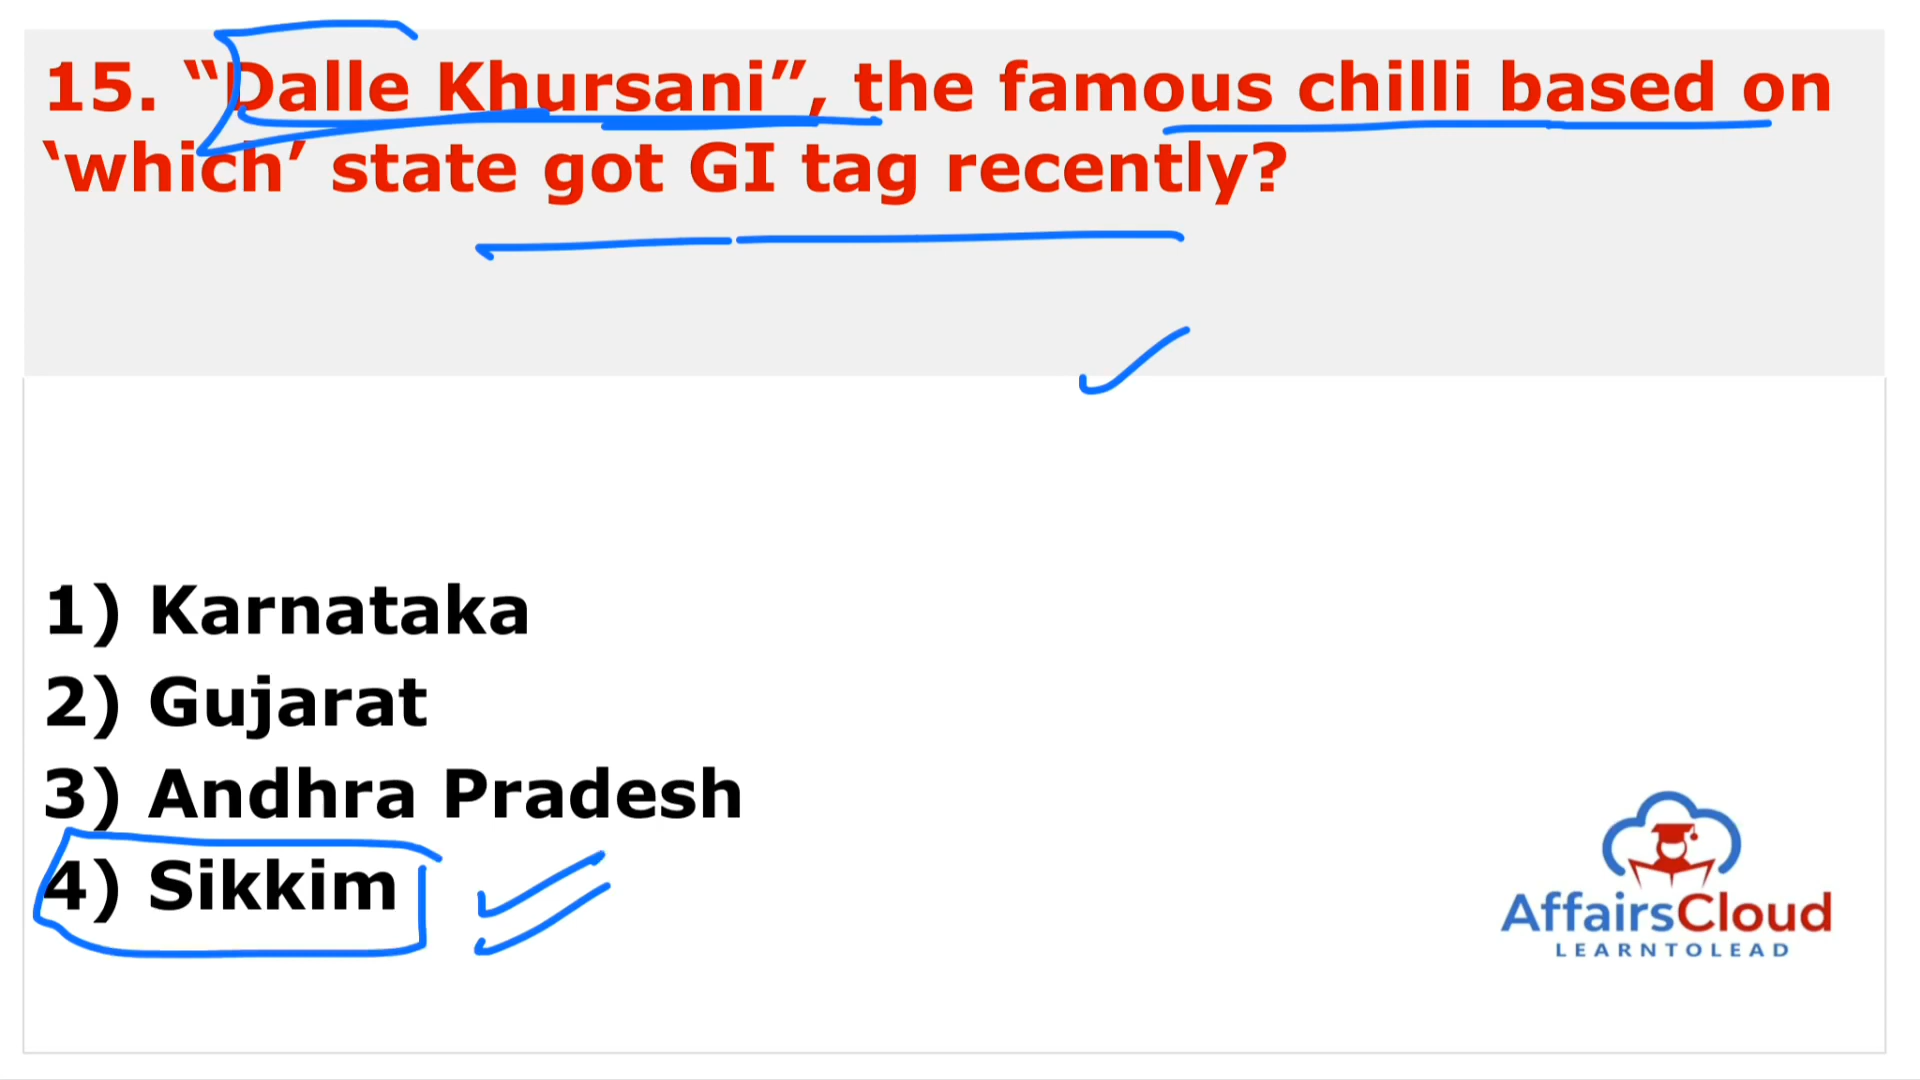 15. “Dalle Khursani”, the famous chilli based on
‘which’ state got GI tag recently?
1) Karnataka
2) Gujarat
3) Andhra Pradesh
4) Sikkim
AffairsCloud
LEARNTOLEAD